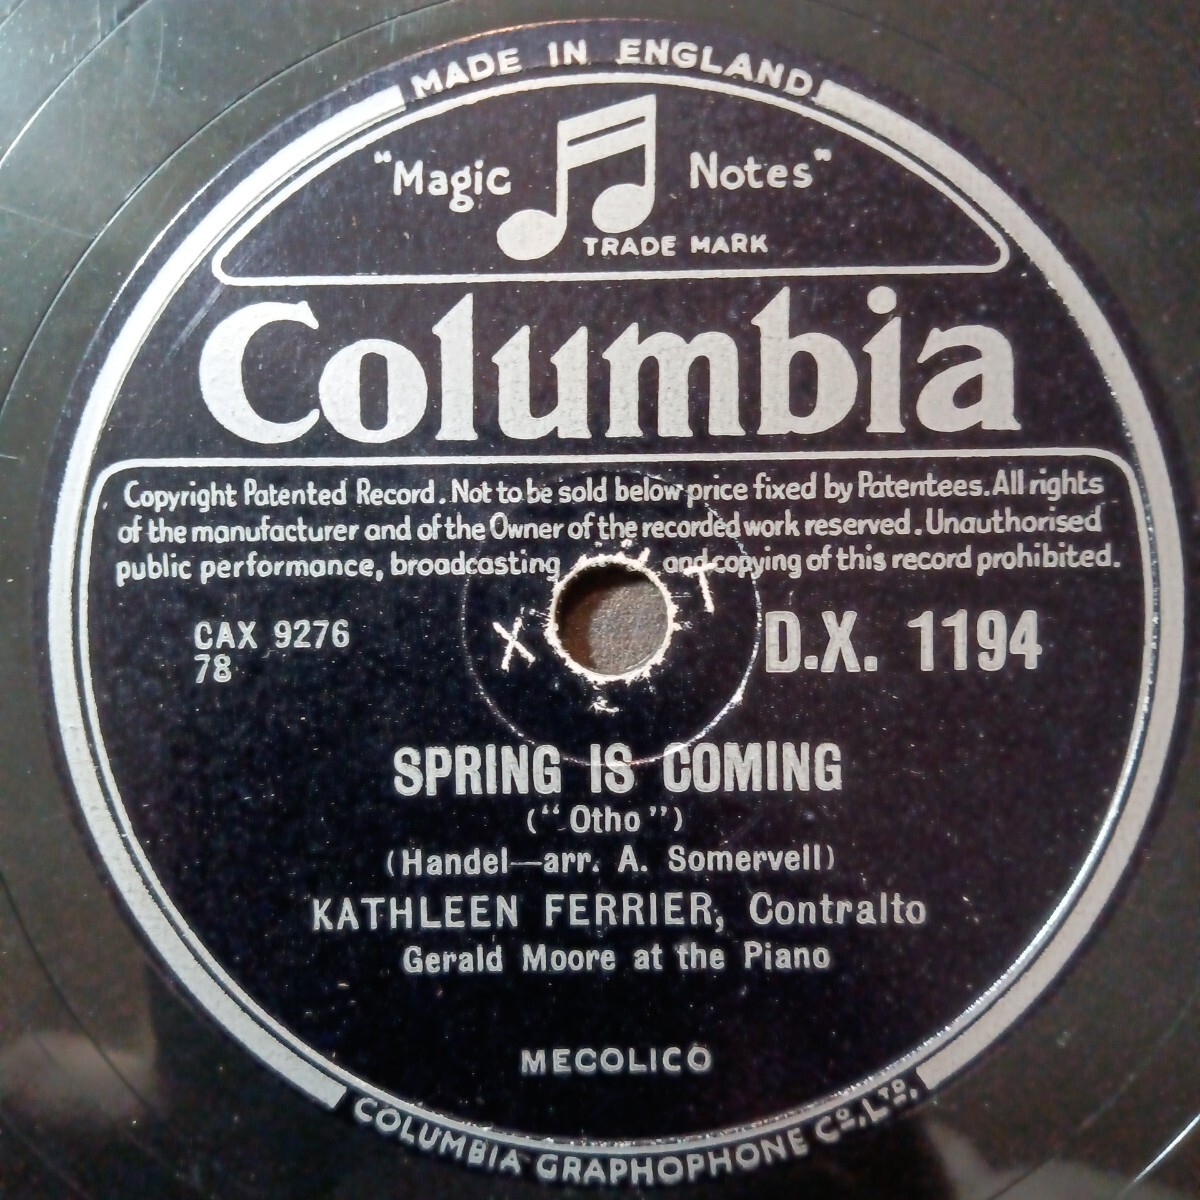 MADE IN ENGLAND
"Magic Notes"
TRADE MARK
Columbia
Copyright Patented Record. Not to be sold below price fixed by Patentees. All rights
of the manufacturer and of the Owner of the recorded work reserved. Unauthorised
public performance, broadcasting and copying of this record prohibited.
X T
CAX 9276
78
D.X. 1194
SPRING IS COMING
("Otho")
(Handel—arr. A. Somervell)
KATHLEEN FERRIER, Contralto
Gerald Moore at the Piano
MECOLICO
COLUMBIA GRAPHOPHONE CO., LTD.